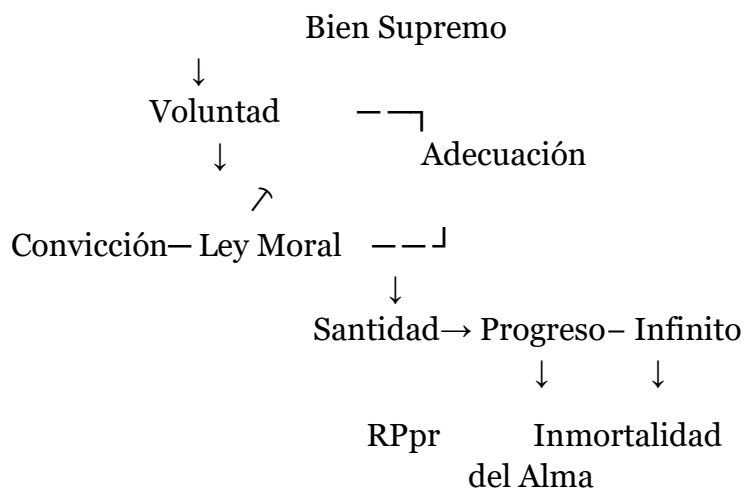 Bien Supremo
↓
Voluntad – —┐
↓ Adecuación
↗
Convicción— Ley Moral – – ┘
↓
Santidad→ Progreso– Infinito
↓ ↓
RPpr Inmortalidad
del Alma